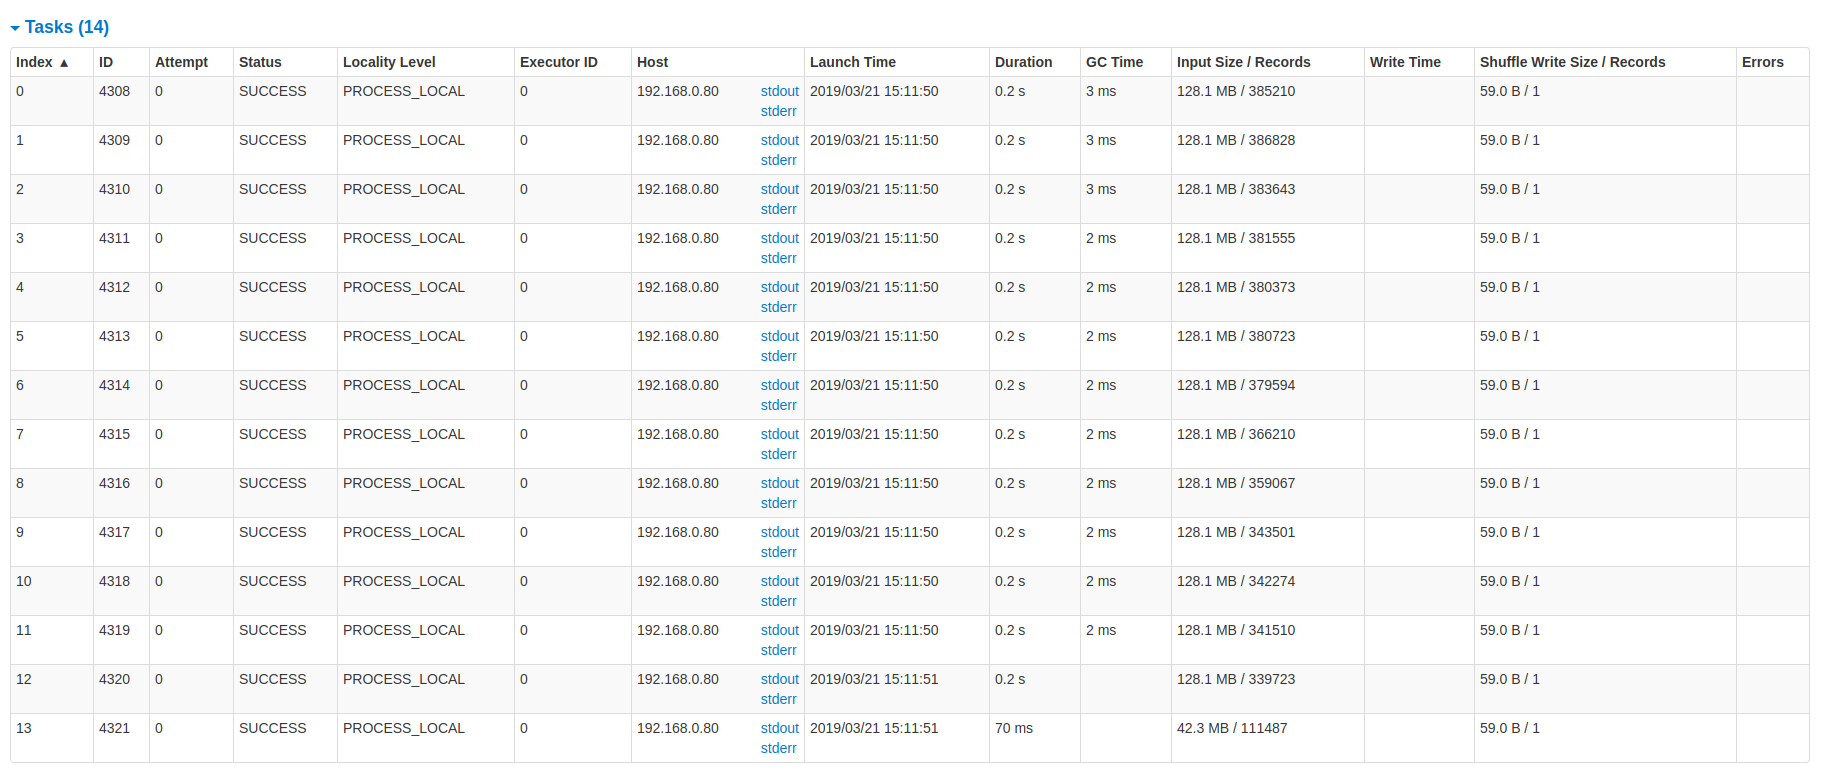 Tasks (14)
Index ▲ ID Attempt Status Locality Level Executor ID Host Launch Time Duration GC Time Input Size / Records Write Time Shuffle Write Size / Records Errors
0 4308 0 SUCCESS PROCESS_LOCAL 0 192.168.0.80 stdout 2019/03/21 15:11:50 0.2 s 3 ms 128.1 MB / 385210 59.0 B / 1
stderr
1 4309 0 SUCCESS PROCESS_LOCAL 0 192.168.0.80 stdout 2019/03/21 15:11:50 0.2 s 3 ms 128.1 MB / 386828 59.0 B / 1
stderr
2 4310 0 SUCCESS PROCESS_LOCAL 0 192.168.0.80 stdout 2019/03/21 15:11:50 0.2 s 3 ms 128.1 MB / 383643 59.0 B / 1
stderr
3 4311 0 SUCCESS PROCESS_LOCAL 0 192.168.0.80 stdout 2019/03/21 15:11:50 0.2 s 2 ms 128.1 MB / 381555 59.0 B / 1
stderr
4 4312 0 SUCCESS PROCESS_LOCAL 0 192.168.0.80 stdout 2019/03/21 15:11:50 0.2 s 2 ms 128.1 MB / 380373 59.0 B / 1
stderr
5 4313 0 SUCCESS PROCESS_LOCAL 0 192.168.0.80 stdout 2019/03/21 15:11:50 0.2 s 2 ms 128.1 MB / 380723 59.0 B / 1
stderr
6 4314 0 SUCCESS PROCESS_LOCAL 0 192.168.0.80 stdout 2019/03/21 15:11:50 0.2 s 2 ms 128.1 MB / 379594 59.0 B / 1
stderr
7 4315 0 SUCCESS PROCESS_LOCAL 0 192.168.0.80 stdout 2019/03/21 15:11:50 0.2 s 2 ms 128.1 MB / 366210 59.0 B / 1
stderr
8 4316 0 SUCCESS PROCESS_LOCAL 0 192.168.0.80 stdout 2019/03/21 15:11:50 0.2 s 2 ms 128.1 MB / 359067 59.0 B / 1
stderr
9 4317 0 SUCCESS PROCESS_LOCAL 0 192.168.0.80 stdout 2019/03/21 15:11:50 0.2 s 2 ms 128.1 MB / 343501 59.0 B / 1
stderr
10 4318 0 SUCCESS PROCESS_LOCAL 0 192.168.0.80 stdout 2019/03/21 15:11:50 0.2 s 2 ms 128.1 MB / 342274 59.0 B / 1
stderr
11 4319 0 SUCCESS PROCESS_LOCAL 0 192.168.0.80 stdout 2019/03/21 15:11:50 0.2 s 2 ms 128.1 MB / 341510 59.0 B / 1
stderr
12 4320 0 SUCCESS PROCESS_LOCAL 0 192.168.0.80 stdout 2019/03/21 15:11:51 0.2 s 128.1 MB / 339723 59.0 B / 1
stderr
13 4321 0 SUCCESS PROCESS_LOCAL 0 192.168.0.80 stdout 2019/03/21 15:11:51 70 ms 42.3 MB / 111487 59.0 B / 1
stderr